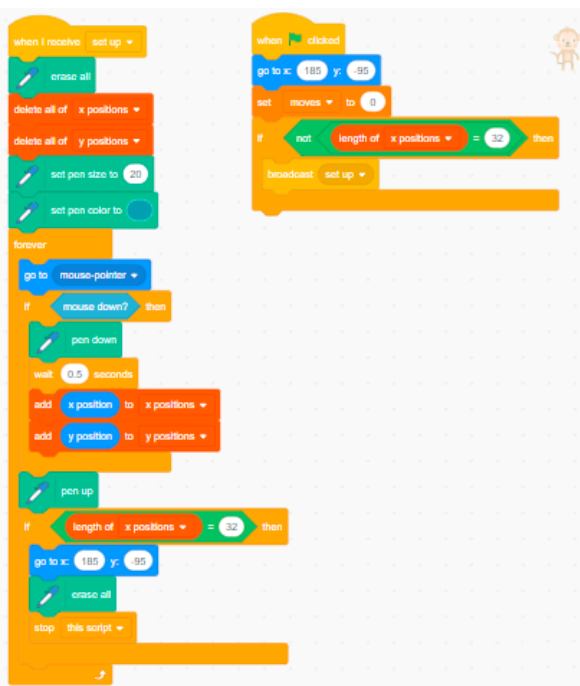 when I receive set up
erase all
delete all of x positions
delete all of y positions
set pen size to 20
set pen color to
forever
go to mouse-pointer
if mouse down? then
pen down
wait 0.5 seconds
add x position to x positions
add y position to y positions
pen up
if length of x positions = 32 then
go to x: 185 y: -95
erase all
stop this script
when clicked
go to x: 185 y: -95
set moves to 0
if not length of x positions = 32 then
broadcast set up